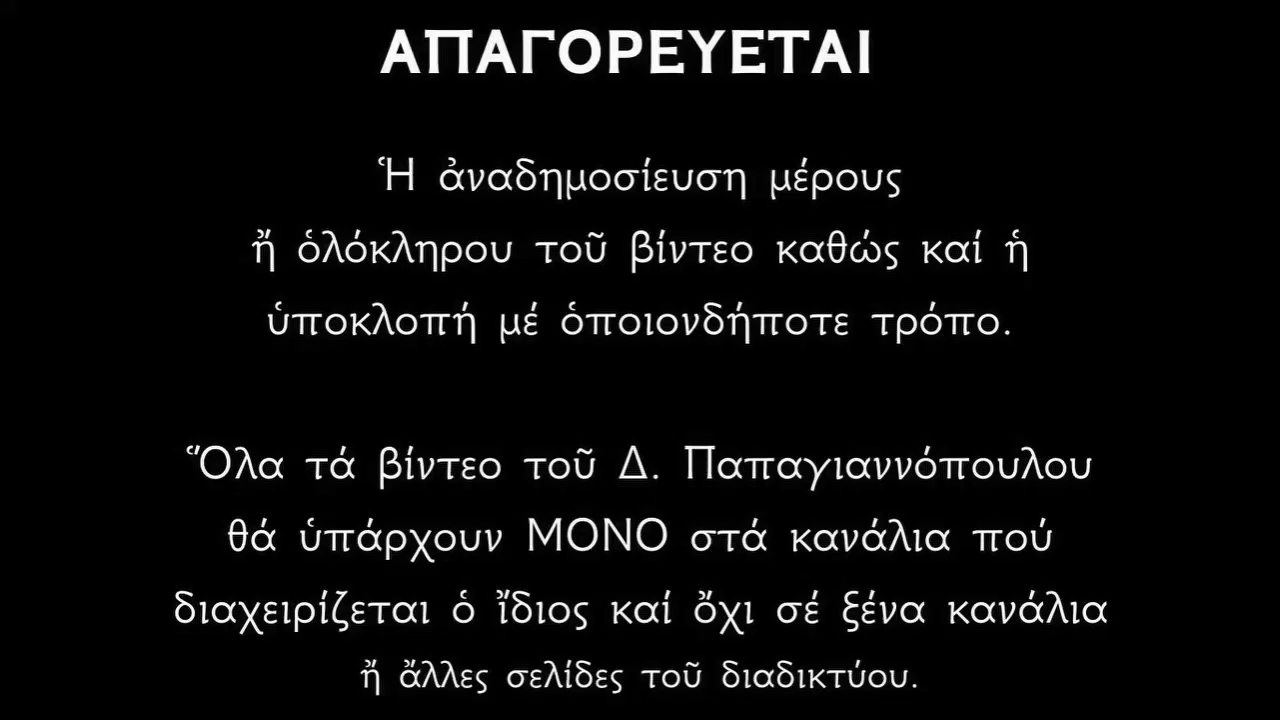 ΑΠΑΓΟΡΕΥΕΤΑΙ
Ἡ ἀναδημοσίευση μέρους
ἤ ὁλόκληρου τοῦ βίντεο καθώς καί ἡ
ὑποκλοπή μέ ὁποιονδήποτε τρόπο.
Ὅλα τά βίντεο τοῦ Δ. Παπαγιαννόπουλου
θά ὑπάρχουν ΜΟΝΟ στά κανάλια πού
διαχειρίζεται ὁ ἴδιος καί ὄχι σέ ξένα κανάλια
ἤ ἄλλες σελίδες τοῦ διαδικτύου.